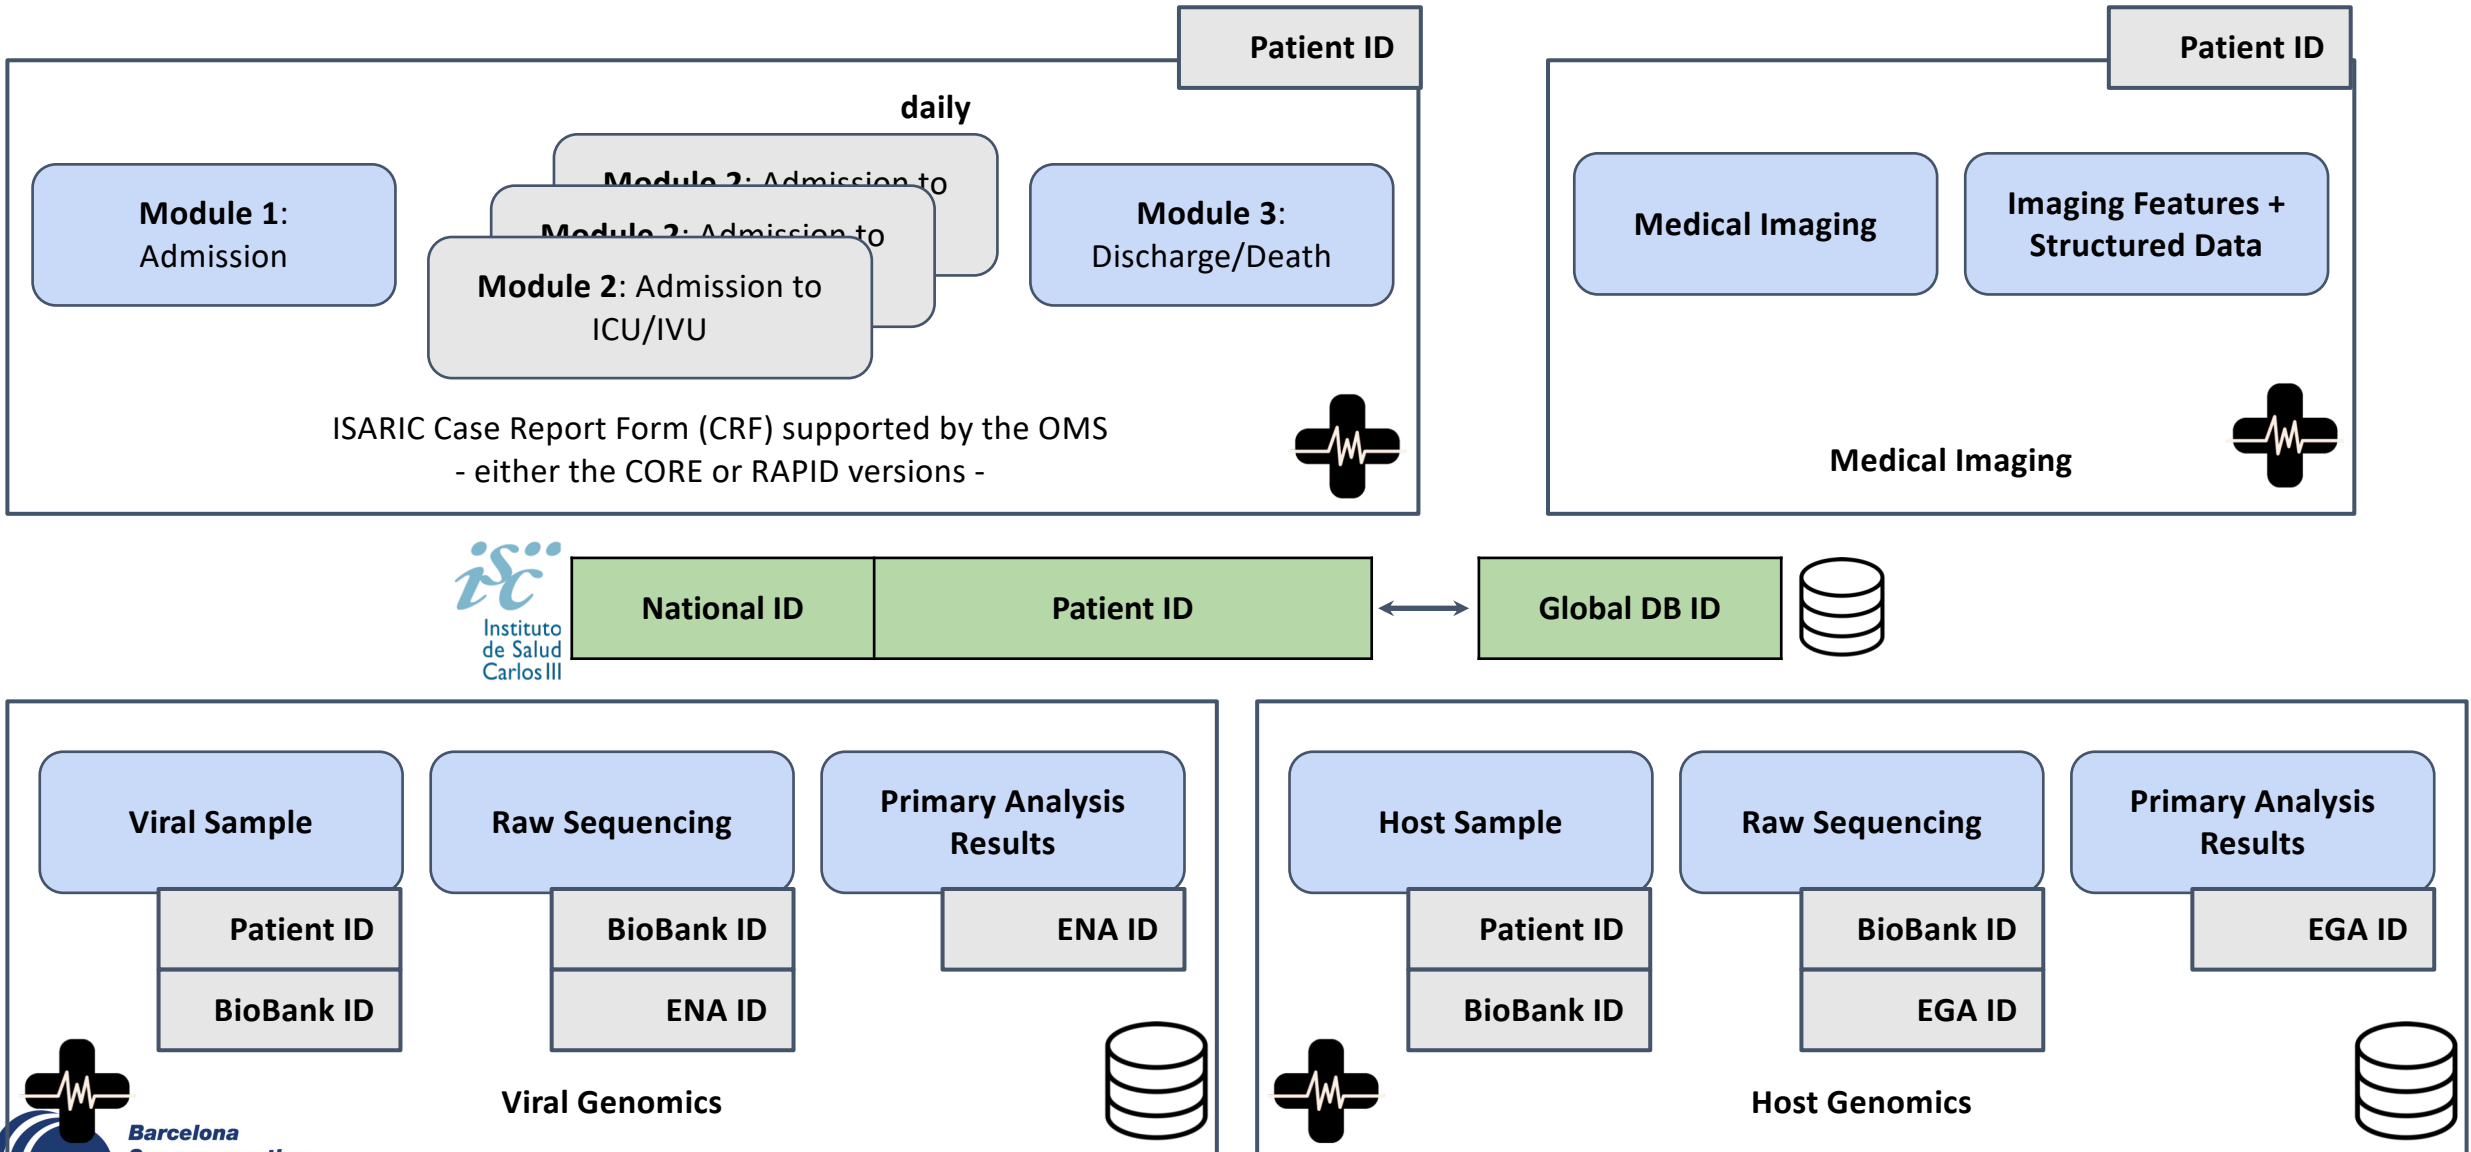 Patient ID
daily
Module 1:
Admission
Module 2: Admission to
Module 2: Admission to
Module 2: Admission to
ICU/IVU
Module 3:
Discharge/Death
ISARIC Case Report Form (CRF) supported by the OMS
- either the CORE or RAPID versions -
Patient ID
Medical Imaging
Imaging Features +
Structured Data
Medical Imaging
isciii
Instituto
de Salud
Carlos III
National ID
Patient ID
Global DB ID
Viral Sample
Patient ID
BioBank ID
Raw Sequencing
BioBank ID
ENA ID
Primary Analysis
Results
ENA ID
Viral Genomics
Barcelona
Host Sample
Patient ID
BioBank ID
Raw Sequencing
BioBank ID
EGA ID
Primary Analysis
Results
EGA ID
Host Genomics